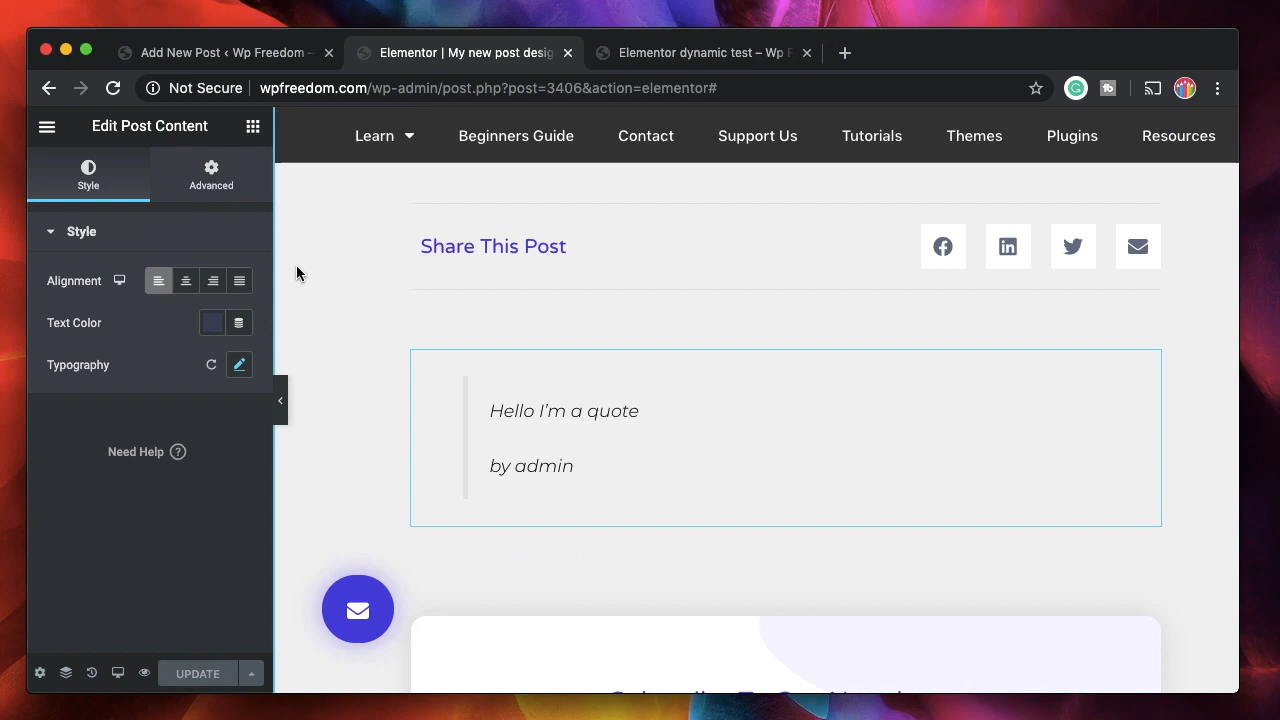 Add New Post ‹ Wp Freedom –
Elementor | My new post desig
Elementor dynamic test – Wp F
Not Secure
wpfreedom.com/wp-admin/post.php?post=3406&action=elementor#
Edit Post Content
Learn
Beginners Guide
Contact
Support Us
Tutorials
Themes
Plugins
Resources
Style
Advanced
Style
Alignment
Text Color
Typography
Need Help ?
UPDATE
Share This Post
Hello I'm a quote
by admin